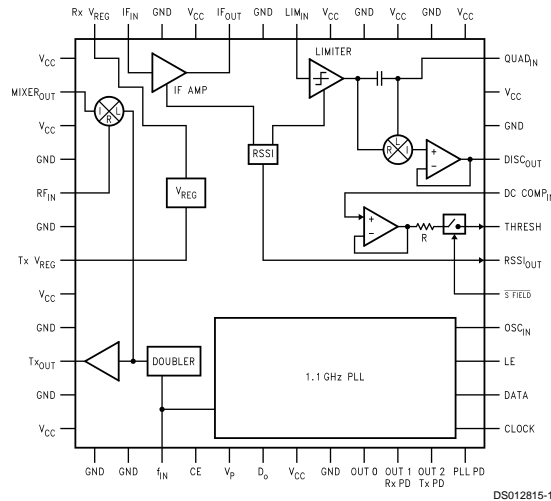 Rx VREG IFIN GND VCC IFOUT GND LIMIN VCC GND VCC GND VCC
VCC
MIXEROUT
VCC
GND
RFIN
GND
Tx VREG
VCC
GND
TxOUT
GND
VCC
IF AMP
LIMITER
I L R
RSSI
VREG
R L I
+
−
+
−
R
DOUBLER
1.1 GHz PLL
QUADIN
VCC
GND
DISCOUT
DC COMPIN
THRESH
RSSIOUT
S FIELD
OSCIN
LE
DATA
CLOCK
GND GND fIN CE VP Do VCC GND OUT 0 OUT 1 OUT 2 PLL PD
Rx PD Tx PD
DS012815-1